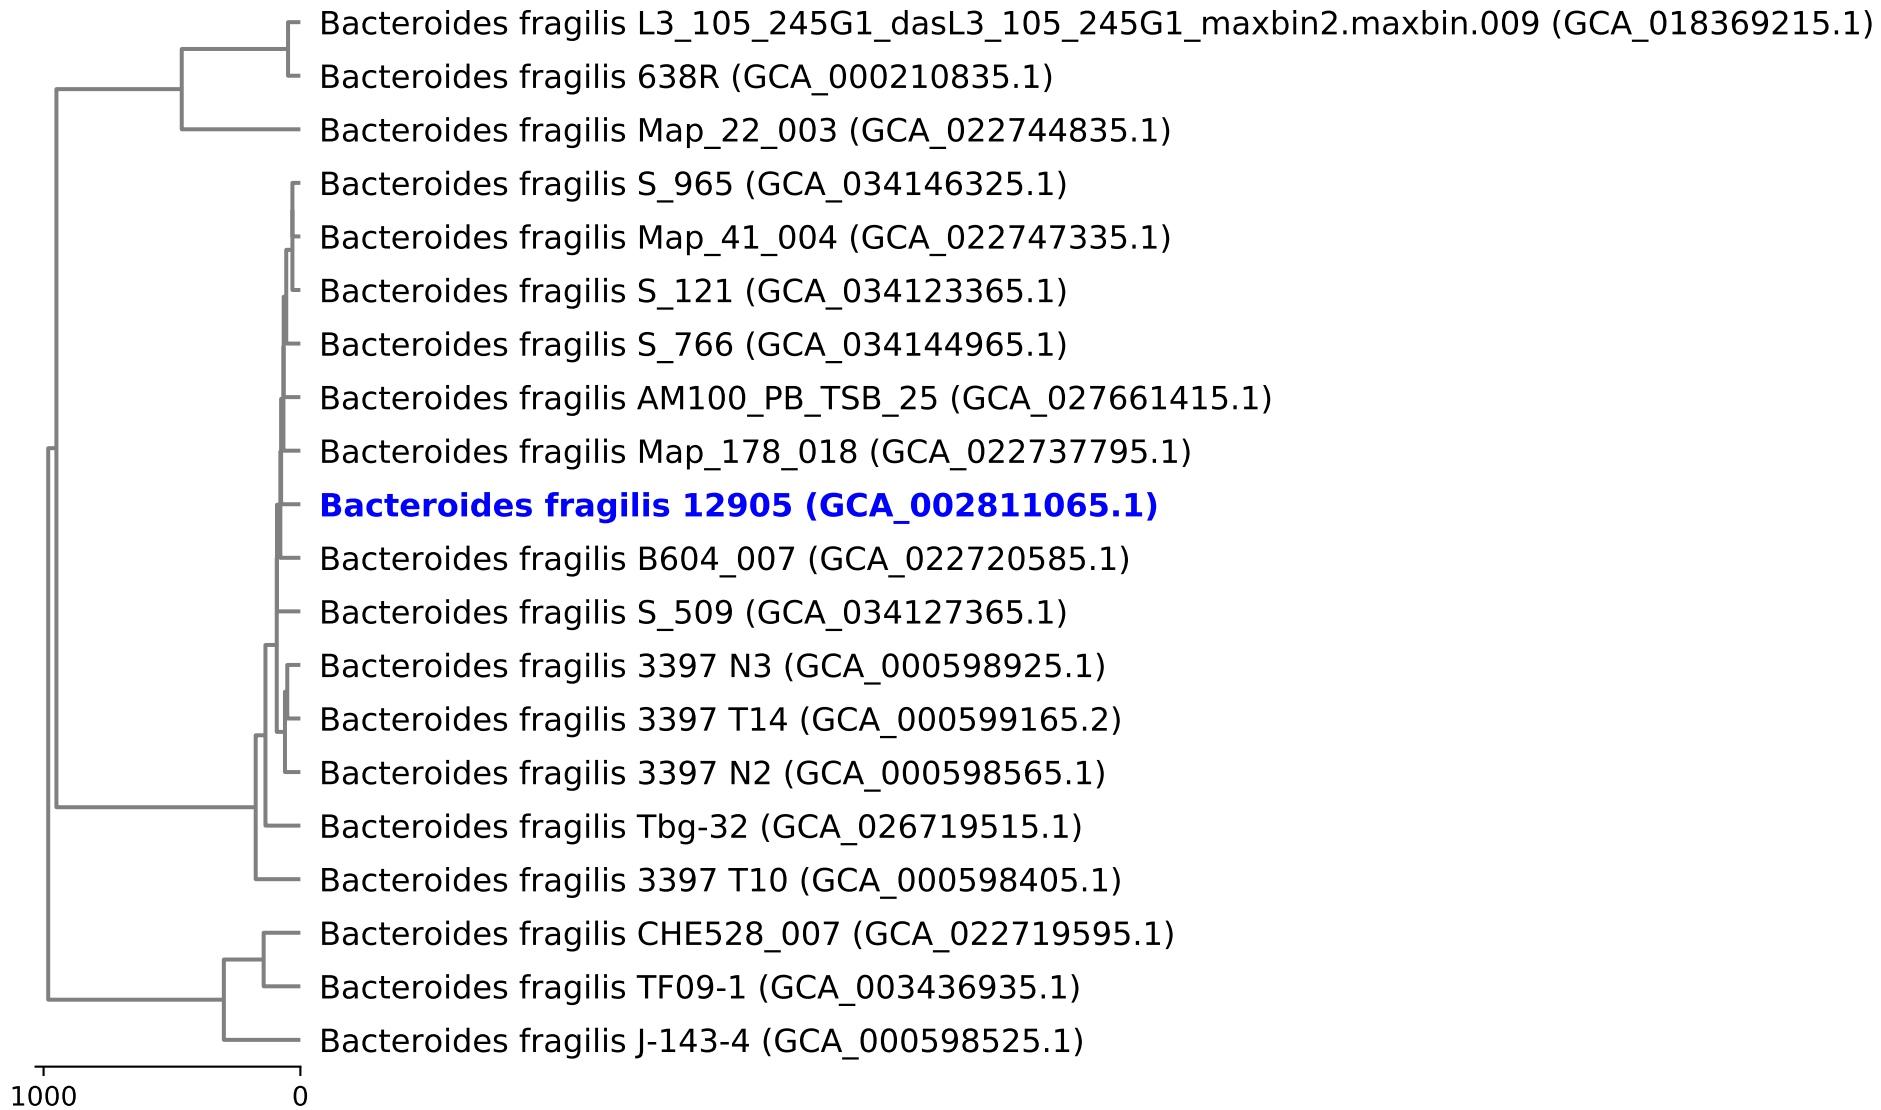 Bacteroides fragilis L3_105_245G1_dasL3_105_245G1_maxbin2.maxbin.009 (GCA_018369215.1)
Bacteroides fragilis 638R (GCA_000210835.1)
Bacteroides fragilis Map_22_003 (GCA_022744835.1)
Bacteroides fragilis S_965 (GCA_034146325.1)
Bacteroides fragilis Map_41_004 (GCA_022747335.1)
Bacteroides fragilis S_121 (GCA_034123365.1)
Bacteroides fragilis S_766 (GCA_034144965.1)
Bacteroides fragilis AM100_PB_TSB_25 (GCA_027661415.1)
Bacteroides fragilis Map_178_018 (GCA_022737795.1)
Bacteroides fragilis 12905 (GCA_002811065.1)
Bacteroides fragilis B604_007 (GCA_022720585.1)
Bacteroides fragilis S_509 (GCA_034127365.1)
Bacteroides fragilis 3397 N3 (GCA_000598925.1)
Bacteroides fragilis 3397 T14 (GCA_000599165.2)
Bacteroides fragilis 3397 N2 (GCA_000598565.1)
Bacteroides fragilis Tbg-32 (GCA_026719515.1)
Bacteroides fragilis 3397 T10 (GCA_000598405.1)
Bacteroides fragilis CHE528_007 (GCA_022719595.1)
Bacteroides fragilis TF09-1 (GCA_003436935.1)
Bacteroides fragilis J-143-4 (GCA_000598525.1)
1000 0